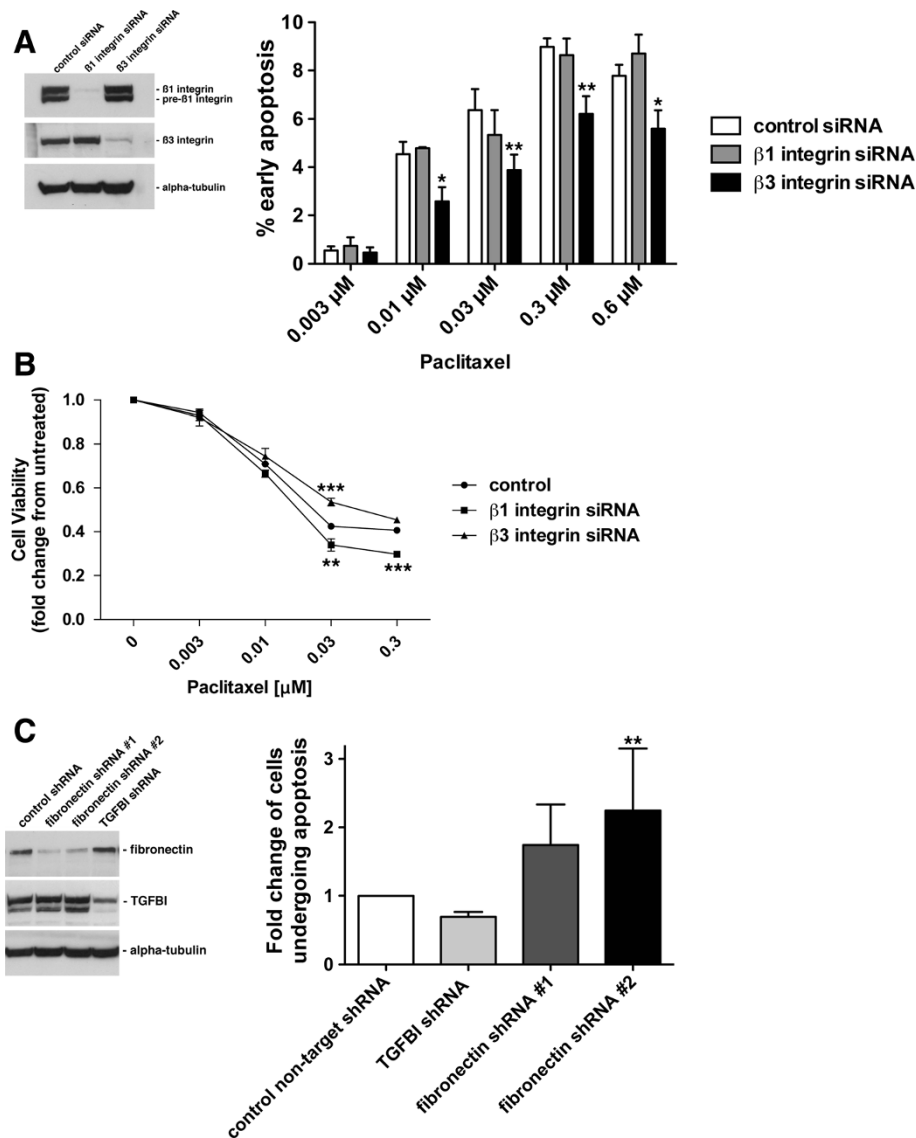 A
control siRNA
ß1 integrin siRNA
ß3 integrin siRNA
- ß1 integrin
- pre-ß1 integrin
- ß3 integrin
- alpha-tubulin
% early apoptosis
8
6
4
2
0
*
**
**
*
0.003 µM
0.01 µM
0.03 µM
0.3 µM
0.6 µM
Paclitaxel
control siRNA
β1 integrin siRNA
β3 integrin siRNA
B
Cell Viability
(fold change from untreated)
1.0
0.8
0.6
0.4
0.2
0.0
***
**
***
0
0.003
0.01
0.03
0.3
Paclitaxel [µM]
control
β1 integrin siRNA
β3 integrin siRNA
C
control shRNA
fibronectin shRNA #1
fibronectin shRNA #2
TGFBI shRNA
- fibronectin
- TGFBI
- alpha-tubulin
Fold change of cells
undergoing apoptosis
3
2
1
0
**
control non-target shRNA
TGFBI shRNA
fibronectin shRNA #1
fibronectin shRNA #2